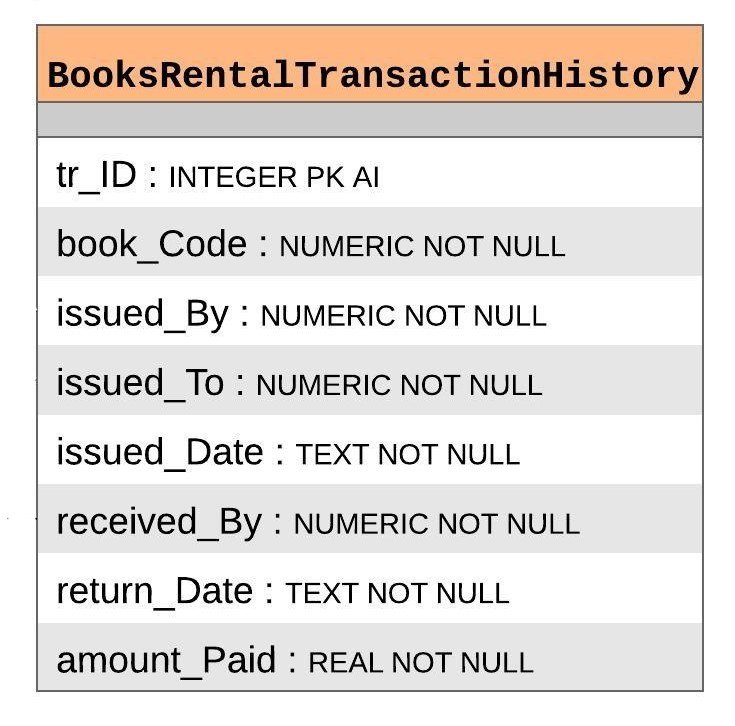 BooksRentalTransactionHistory
tr_ID : INTEGER PK AI
book_Code : NUMERIC NOT NULL
issued_By : NUMERIC NOT NULL
issued_To : NUMERIC NOT NULL
issued_Date : TEXT NOT NULL
received_By : NUMERIC NOT NULL
return_Date : TEXT NOT NULL
amount_Paid : REAL NOT NULL